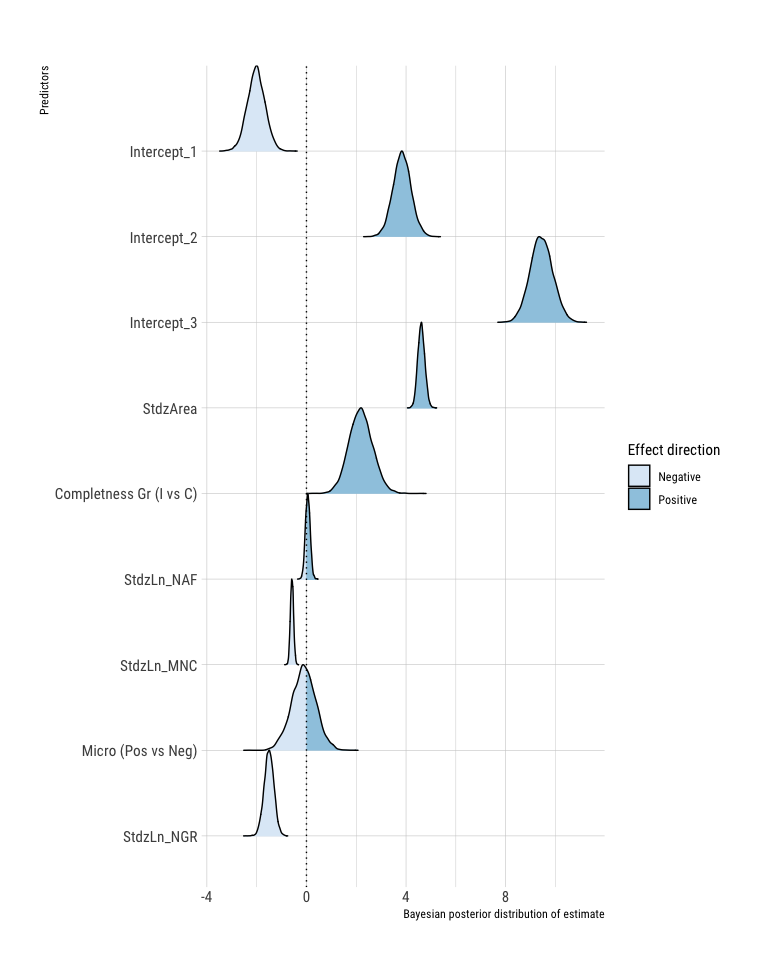 Predictors
Intercept_1
Intercept_2
Intercept_3
StdzArea
Completness Gr (I vs C)
StdzLn_NAF
StdzLn_MNC
Micro (Pos vs Neg)
StdzLn_NGR
-4 0 4 8
Bayesian posterior distribution of estimate
Effect direction
Negative
Positive